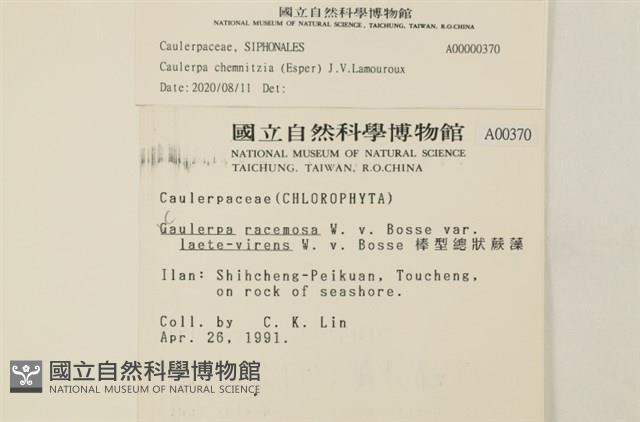 國立自然科學博物館
NATIONAL MUSEUM OF NATURAL SCIENCE, TAICHUNG, TAIWAN, R.O.CHINA
Caulerpaceae, SIPHONALES A00000370
Caulerpa chemnitzia (Esper) J.V.Lamouroux
Date:2020/08/11 Det:
國立自然科學博物館 A00370
NATIONAL MUSEUM OF NATURAL SCIENCE
TAICHUNG, TAIWAN, R.O.CHINA
Caulerpaceae(CHLOROPHYTA)
C
Gaulerpa racemosa W. v. Bosse var.
laete-virens W. v. Bosse 棒型總狀蕨藻
Ilan: Shihcheng-Peikuan, Toucheng,
on rock of seashore.
Coll. by C. K. Lin
Apr. 26, 1991.
國立自然科學博物館
NATIONAL MUSEUM OF NATURAL SCIENCE